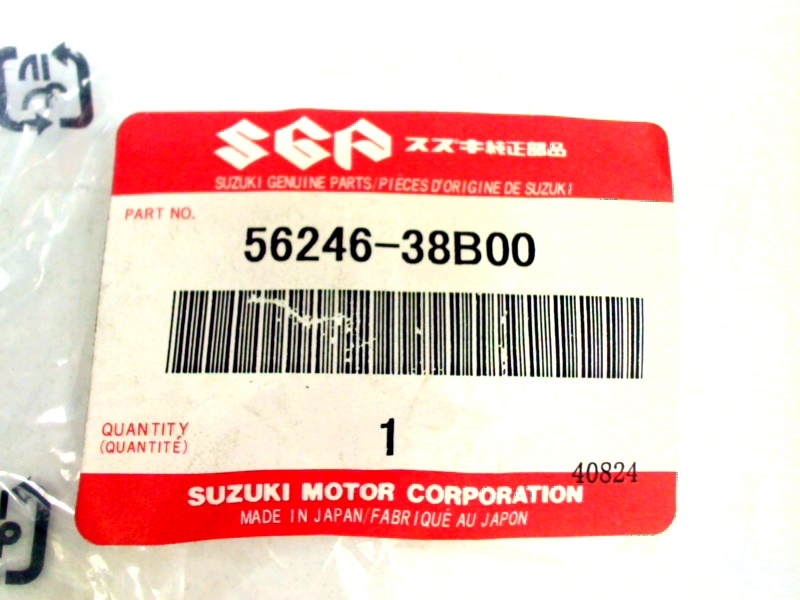 SGP スズキ純正部品
SUZUKI GENUINE PARTS/PIÈCES D'ORIGINE DE SUZUKI
PART NO.
56246-38B00
QUANTITY
(QUANTITÉ)
1
40824
SUZUKI MOTOR CORPORATION
MADE IN JAPAN/FABRIQUÉ AU JAPON